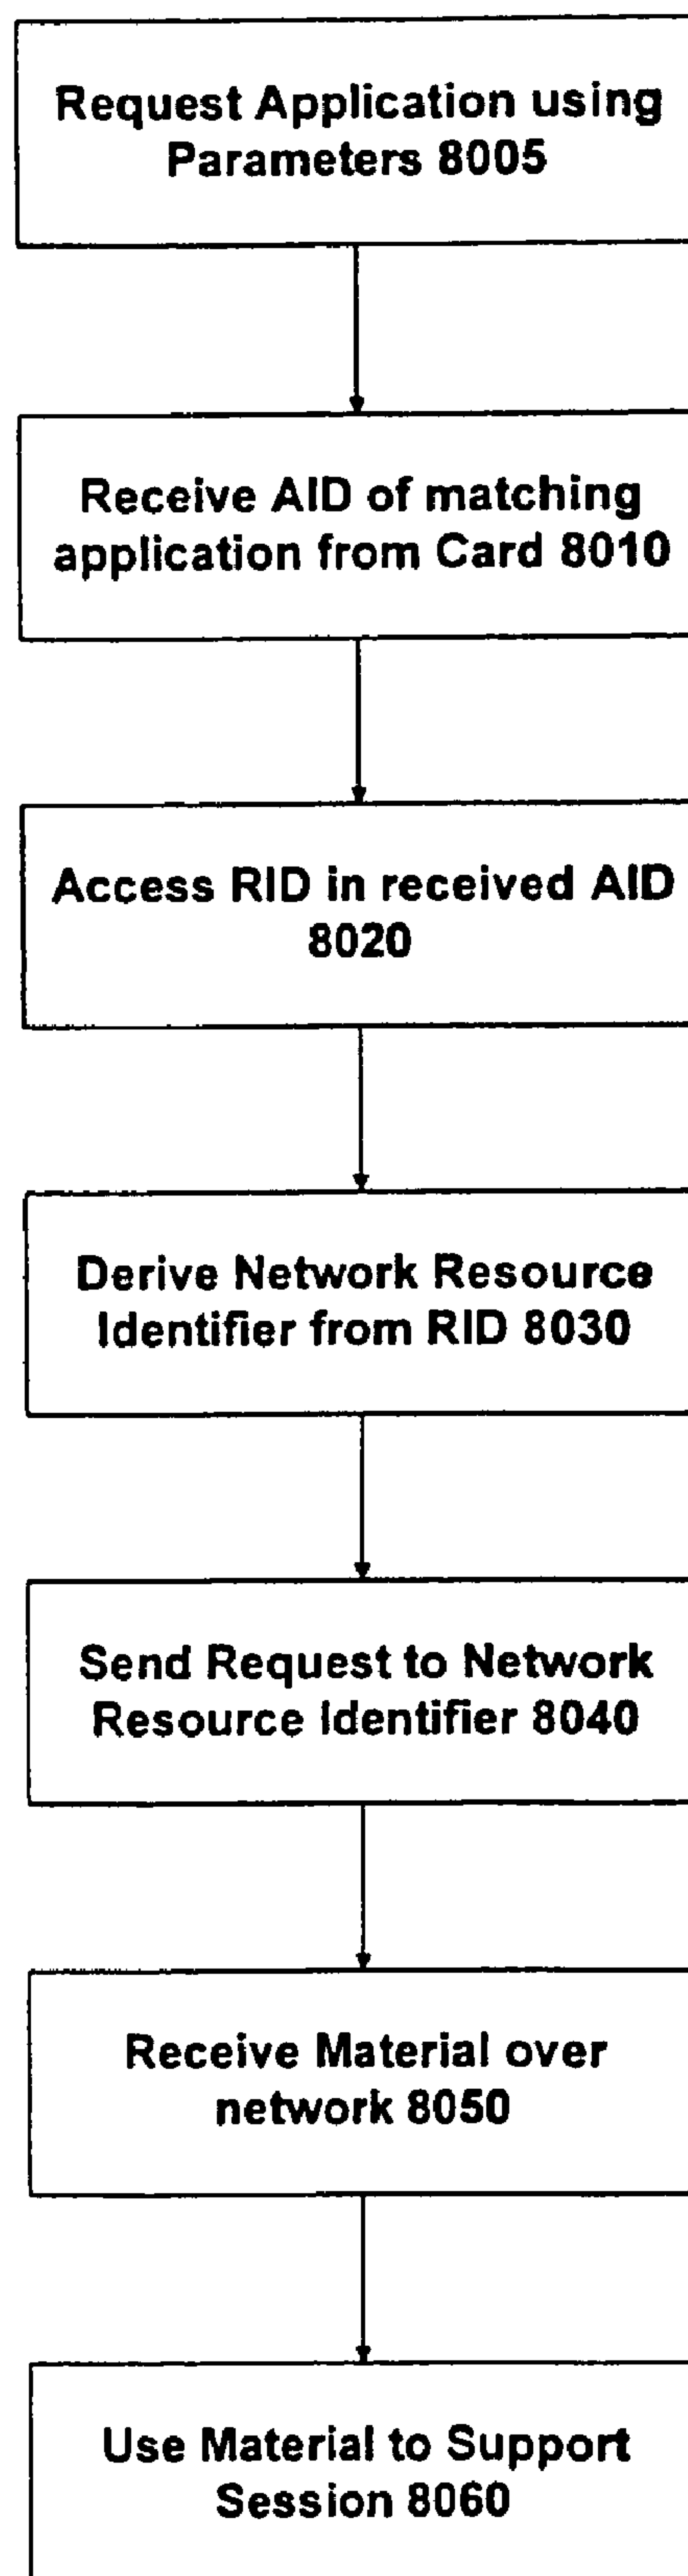 Request Application using
Parameters 8005
Receive AID of matching
application from Card 8010
Access RID in received AID
8020
Derive Network Resource
Identifier from RID 8030
Send Request to Network
Resource Identifier 8040
Receive Material over
network 8050
Use Material to Support
Session 8060